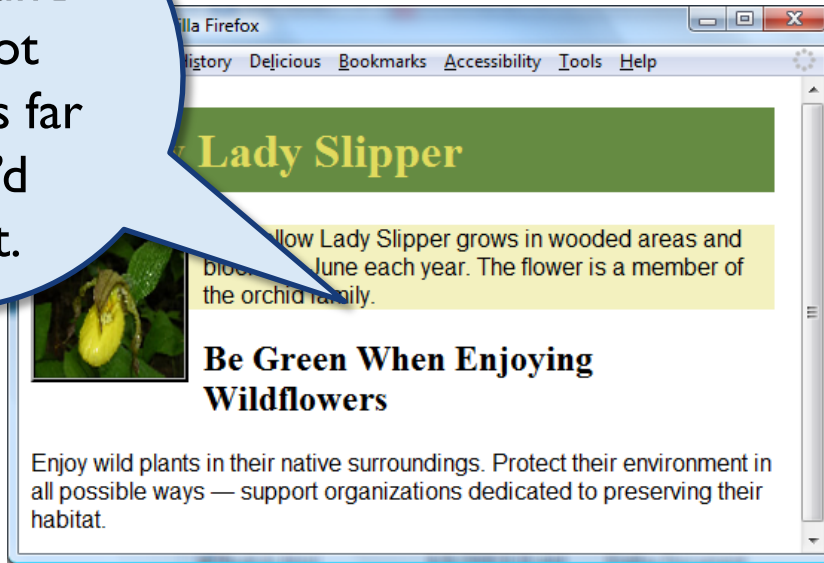 ot
s far
'd
t.
lla Firefox
History Delicious Bookmarks Accessibility Tools Help
Lady Slipper
llow Lady Slipper grows in wooded areas and
June each year. The flower is a member of
the orchid family.
Be Green When Enjoying
Wildflowers
Enjoy wild plants in their native surroundings. Protect their environment in
all possible ways — support organizations dedicated to preserving their
habitat.